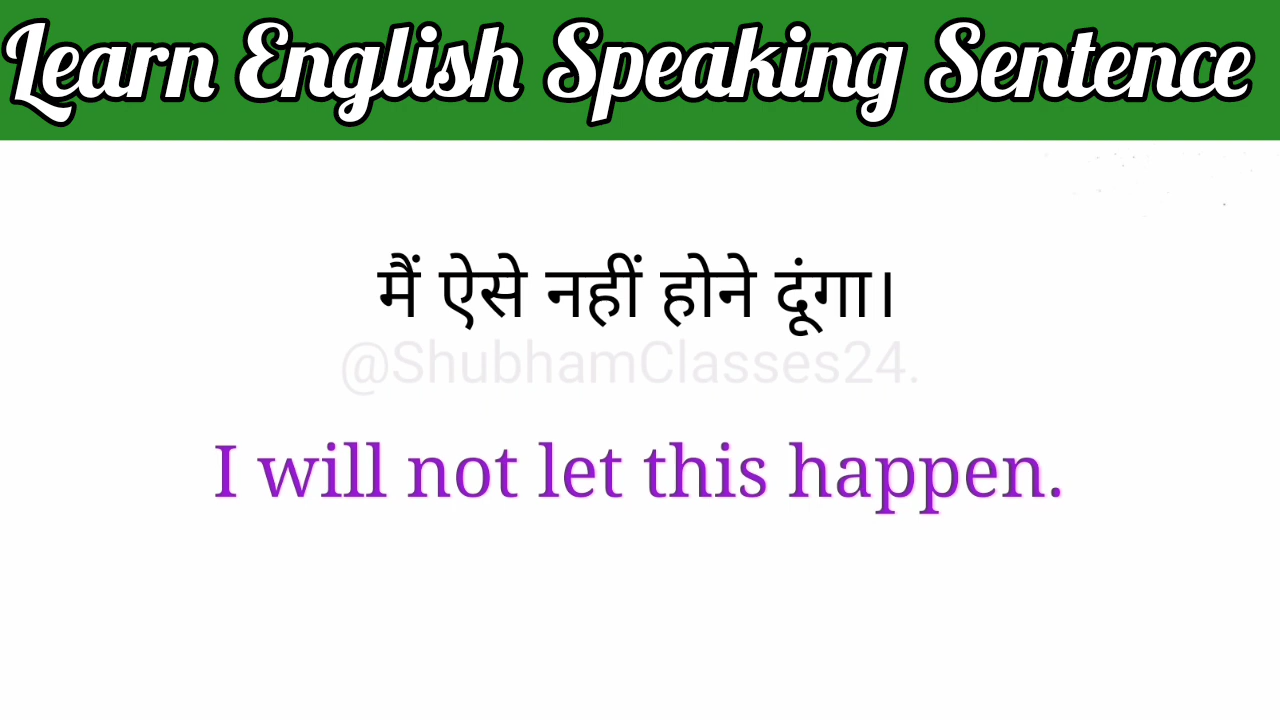 Learn English Speaking Sentence
मैं ऐसे नहीं होने दूंगा।
@ShubhamClasses24.
I will not let this happen.